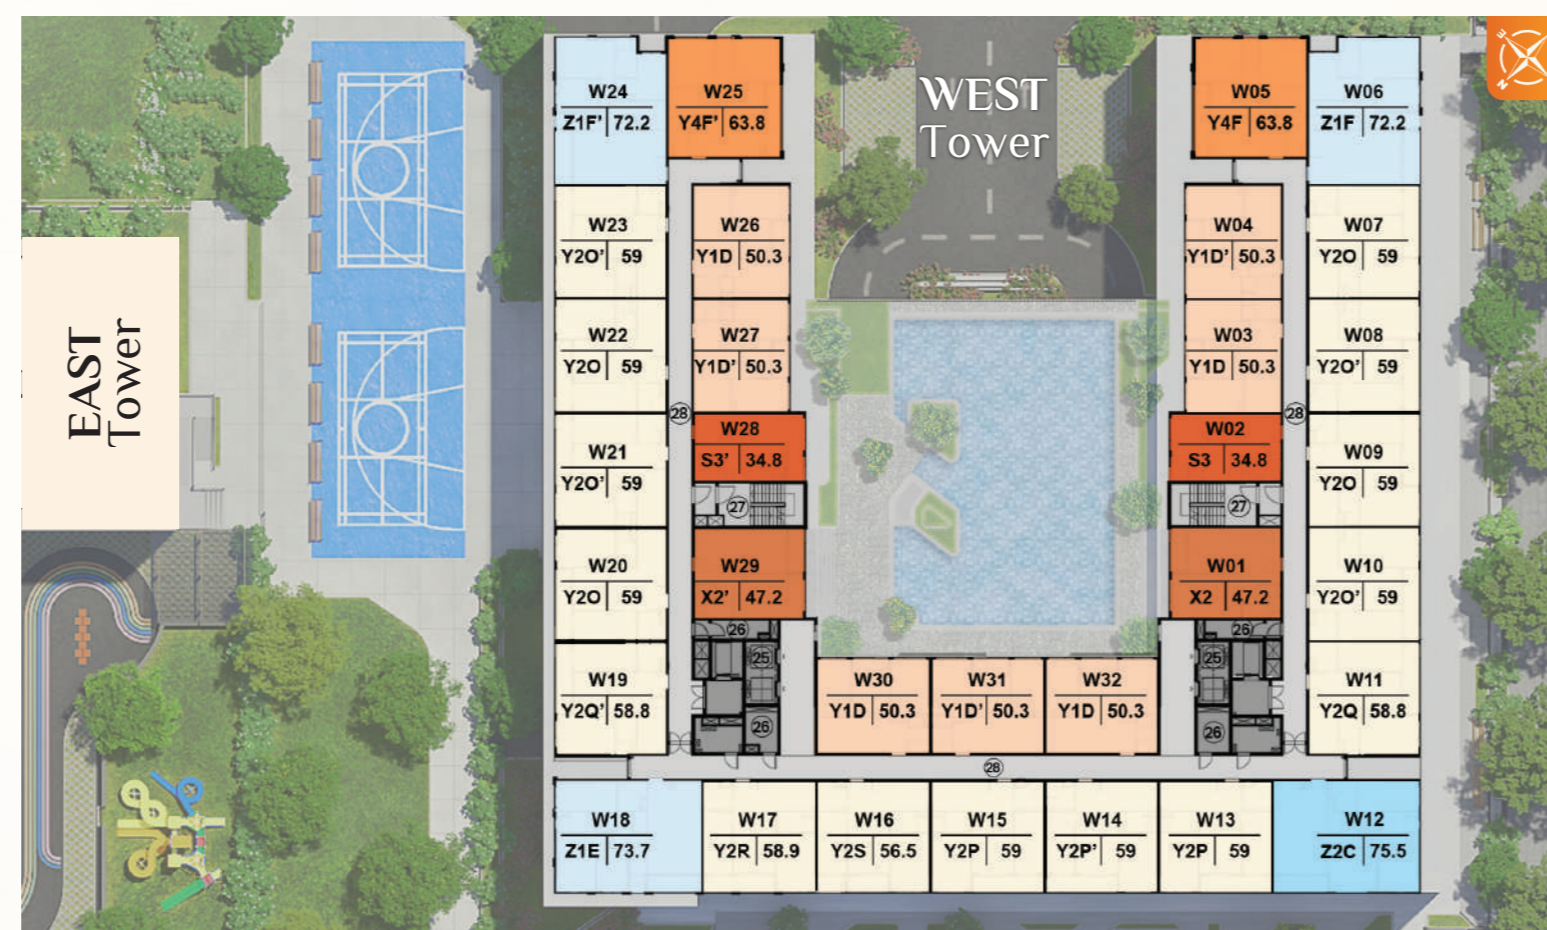 WEST
Tower
EAST
Tower
W24
Z1F' 72.2
W25
Y4F' 63.8
W05
Y4F 63.8
W06
Z1F 72.2
W23
Y2O' 59
W26
Y1D 50.3
W04
Y1D' 50.3
W07
Y2O 59
W22
Y2O 59
W27
Y1D' 50.3
W03
Y1D 50.3
W08
Y2O' 59
28
28
W21
Y2O' 59
W28
S3' 34.8
W02
S3 34.8
W09
Y2O 59
27
27
W20
Y2O 59
W29
X2' 47.2
W01
X2 47.2
W10
Y2O' 59
26
26
25
25
W19
Y2Q' 58.8
W30
Y1D 50.3
W31
Y1D' 50.3
W32
Y1D 50.3
W11
Y2Q 58.8
26
26
28
W18
Z1E 73.7
W17
Y2R 58.9
W16
Y2S 56.5
W15
Y2P 59
W14
Y2P' 59
W13
Y2P 59
W12
Z2C 75.5